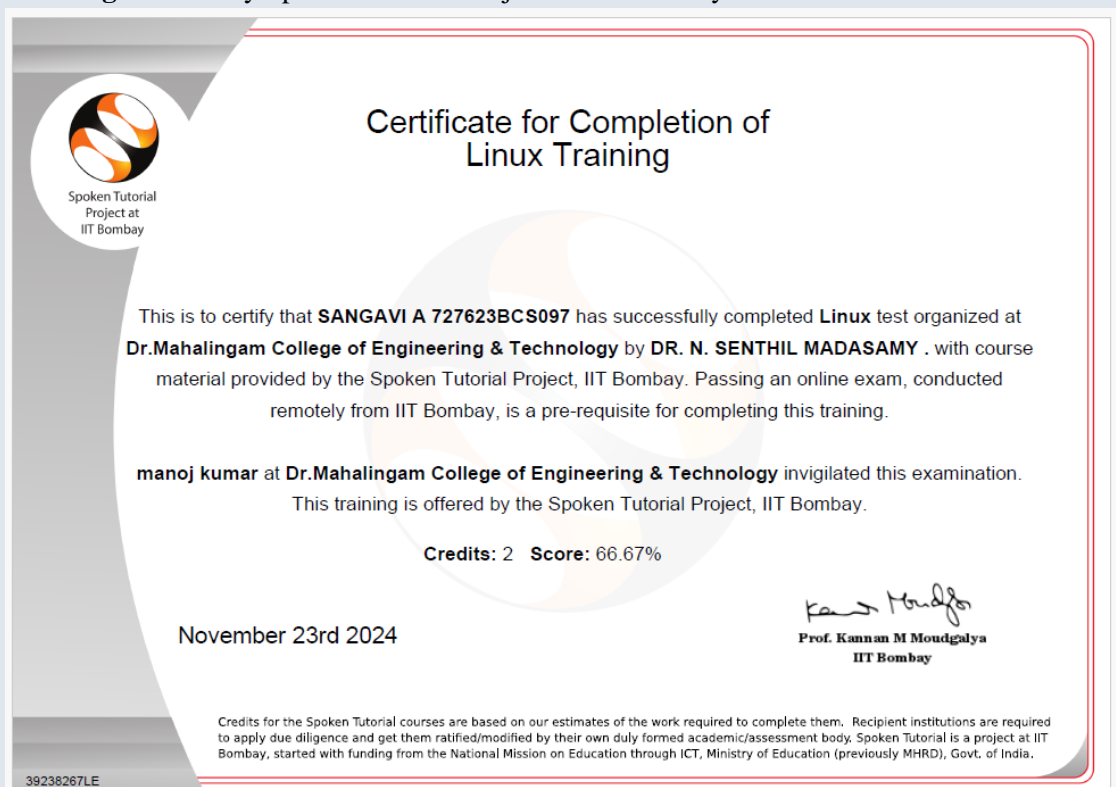 Certificate for Completion of
Linux Training
Spoken Tutorial
Project at
IIT Bombay
This is to certify that SANGAVI A 727623BCS097 has successfully completed Linux test organized at
Dr.Mahalingam College of Engineering & Technology by DR. N. SENTHIL MADASAMY . with course
material provided by the Spoken Tutorial Project, IIT Bombay. Passing an online exam, conducted
remotely from IIT Bombay, is a pre-requisite for completing this training.
manoj kumar at Dr.Mahalingam College of Engineering & Technology invigilated this examination.
This training is offered by the Spoken Tutorial Project, IIT Bombay.
Credits: 2 Score: 66.67%
November 23rd 2024
Prof. Kannan M Moudgalya
IIT Bombay
Credits for the Spoken Tutorial courses are based on our estimates of the work required to complete them. Recipient institutions are required
to apply due diligence and get them ratified/modified by their own duly formed academic/assessment body. Spoken Tutorial is a project at IIT
Bombay, started with funding from the National Mission on Education through ICT, Ministry of Education (previously MHRD), Govt. of India.
39238267LE